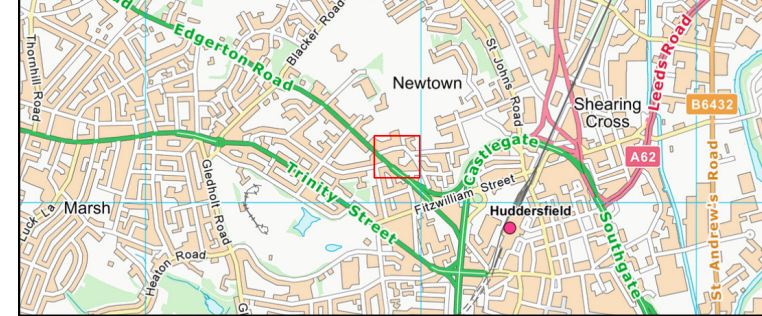 Edgerton Road
Blacker Road
Thornhill Road
Newtown
St Johns Road
Leeds Road
Shearing
Cross
B6432
A62
Castlegate
Trinity Street
Gledholt Road
Fitzwilliam Street
Marsh
Luck La
Huddersfield
Heaton Road
Southgate
St Andrew's Road